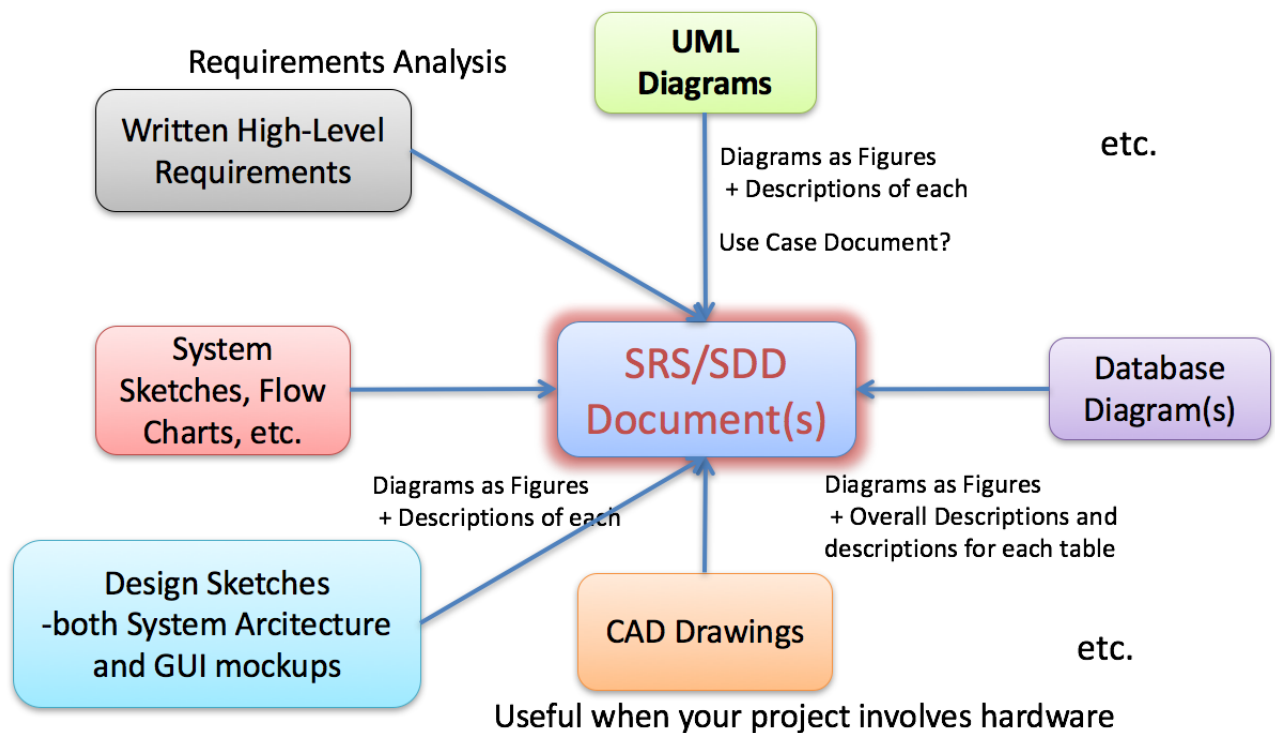 Requirements Analysis
UML
Diagrams
Written High-Level
Requirements
Diagrams as Figures
+ Descriptions of each
Use Case Document?
etc.
System
Sketches, Flow
Charts, etc.
SRS/SDD
Document(s)
Database
Diagram(s)
Diagrams as Figures
+ Descriptions of each
Diagrams as Figures
+ Overall Descriptions and
descriptions for each table
Design Sketches
-both System Arcitecture
and GUI mockups
CAD Drawings
etc.
Useful when your project involves hardware